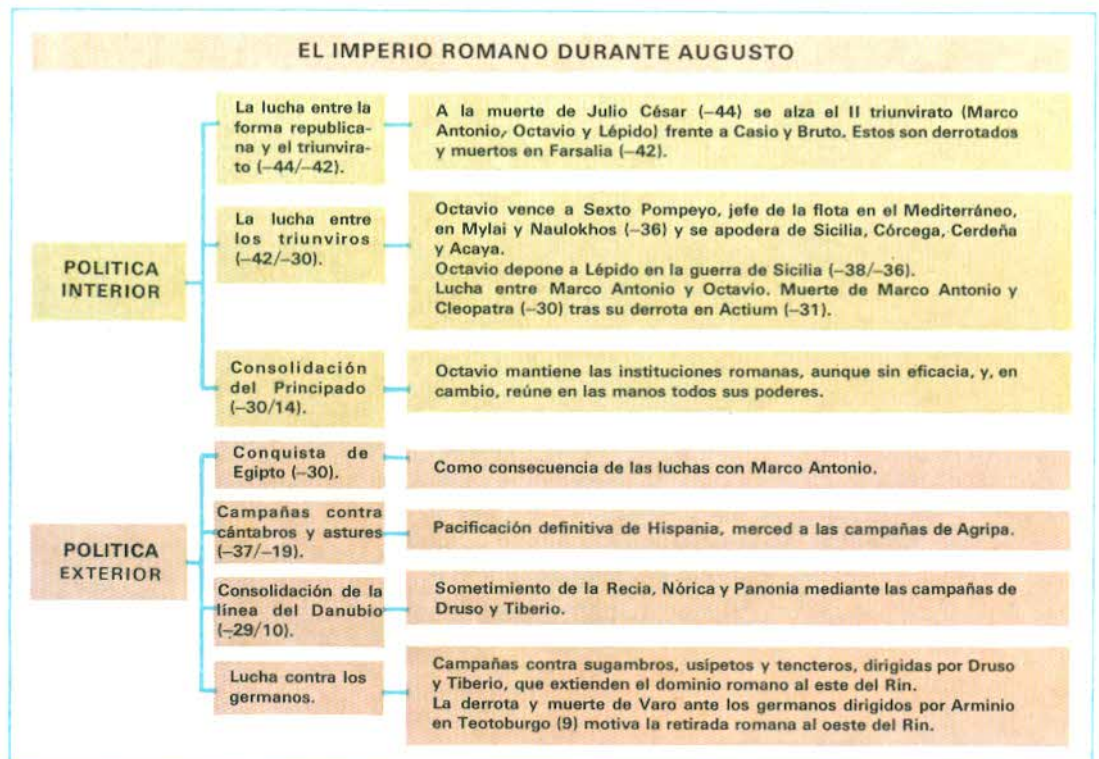 EL IMPERIO ROMANO DURANTE AUGUSTO
POLITICA
INTERIOR
La lucha entre la
forma republica-
na y el triunvira-
to (–44/–42).
A la muerte de Julio César (–44) se alza el II triunvirato (Marco
Antonio, Octavio y Lépido) frente a Casio y Bruto. Estos son derrotados
y muertos en Farsalia (–42).
La lucha entre
los triunviros
(–42/–30).
Octavio vence a Sexto Pompeyo, jefe de la flota en el Mediterráneo,
en Mylai y Naulokhos (–36) y se apodera de Sicilia, Córcega, Cerdeña
y Acaya.
Octavio depone a Lépido en la guerra de Sicilia (–38/–36).
Lucha entre Marco Antonio y Octavio. Muerte de Marco Antonio y
Cleopatra (–30) tras su derrota en Actium (–31).
Consolidación
del Principado
(–30/14).
Octavio mantiene las instituciones romanas, aunque sin eficacia, y, en
cambio, reúne en las manos todos sus poderes.
POLITICA
EXTERIOR
Conquista de
Egipto (–30).
Como consecuencia de las luchas con Marco Antonio.
Campañas contra
cántabros y astures
(–37/–19).
Pacificación definitiva de Hispania, merced a las campañas de Agripa.
Consolidación de la
línea del Danubio
(–29/10).
Sometimiento de la Recia, Nórica y Panonia mediante las campañas de
Druso y Tiberio.
Lucha contra los
germanos.
Campañas contra sugambros, usípetos y tencteros, dirigidas por Druso
y Tiberio, que extienden el dominio romano al este del Rin.
La derrota y muerte de Varo ante los germanos dirigidos por Arminio
en Teotoburgo (9) motiva la retirada romana al oeste del Rin.